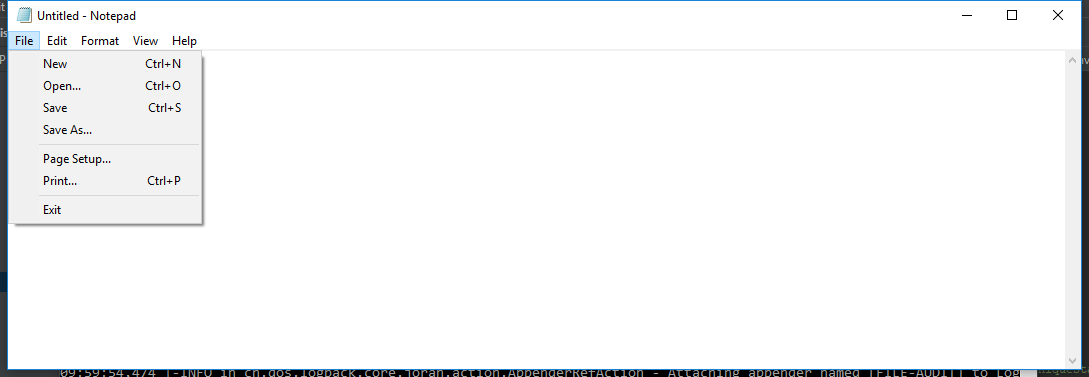 Untitled - Notepad
File Edit Format View Help
New Ctrl+N
Open... Ctrl+O
Save Ctrl+S
Save As...
Page Setup...
Print... Ctrl+P
Exit
09:59:54.474 |-INFO in ch.qos.logback.core.joran.action.AppenderRefAction - Attaching appender named [FILE-AUDIT] to Log